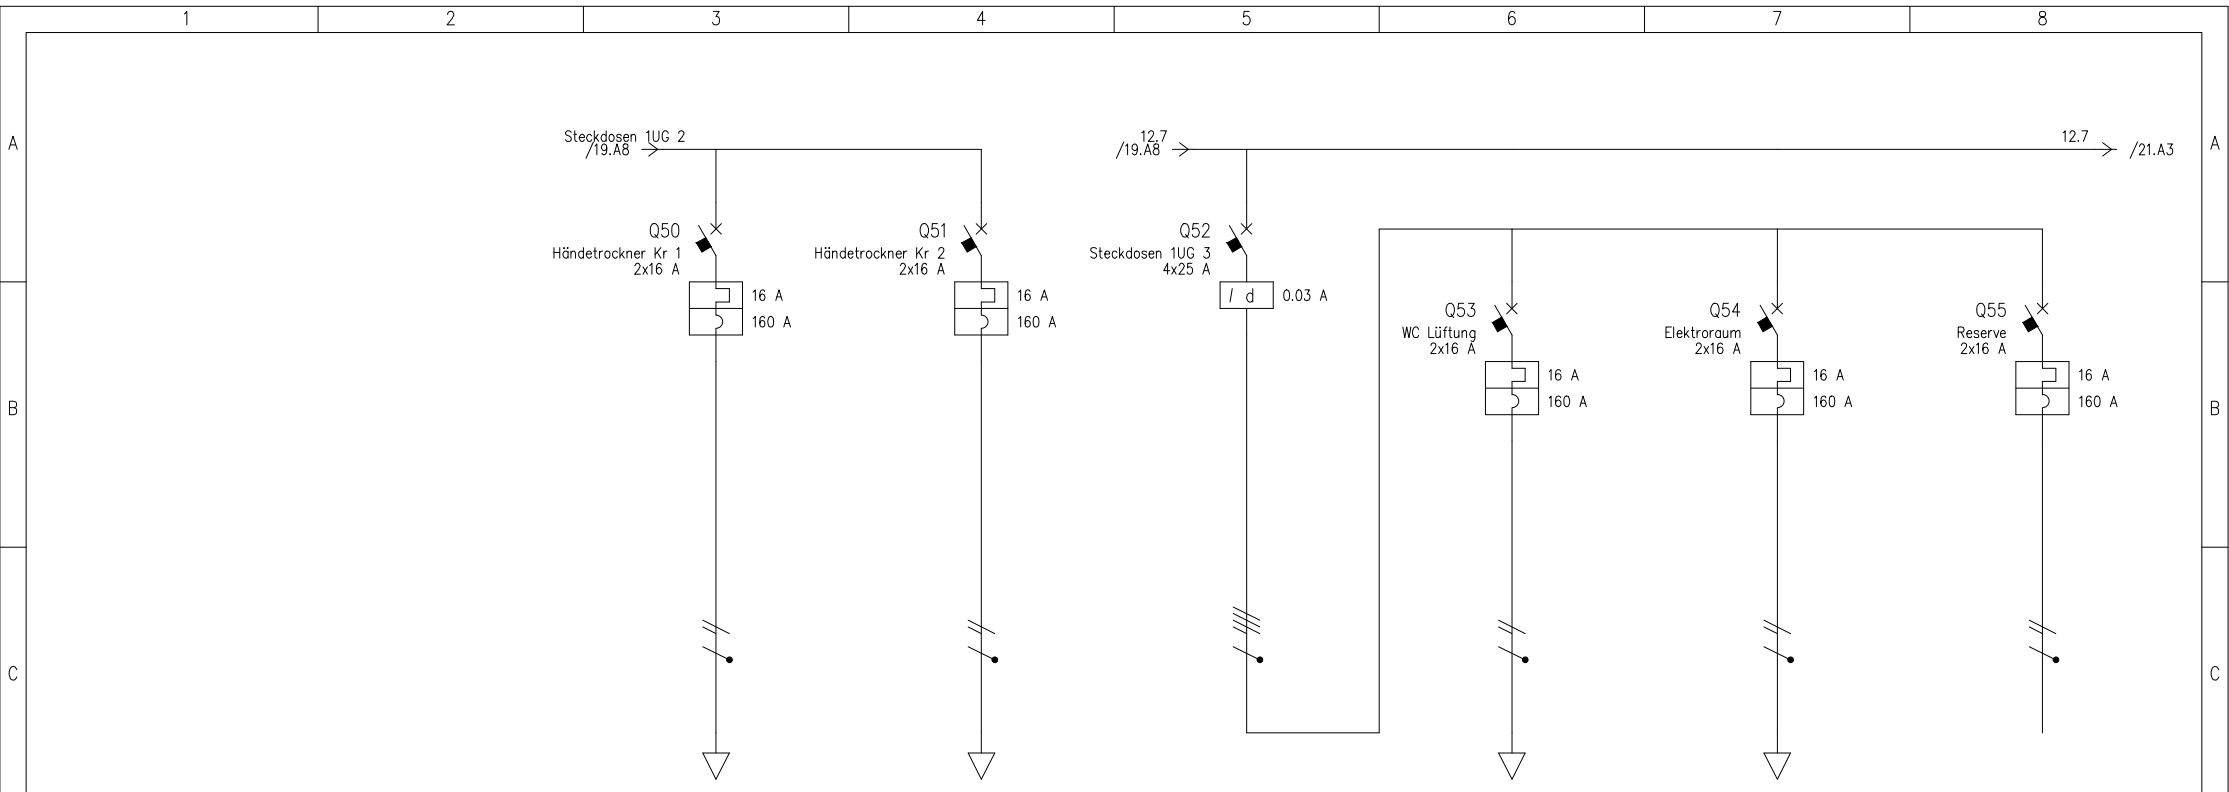 1 2 3 4 5 6 7 8
A A
Steckdosen 1UG 2
/19.A8
12.7
/19.A8
12.7
/21.A3
Q50
Händetrockner Kr 1
2x16 A
16 A
160 A
Q51
Händetrockner Kr 2
2x16 A
16 A
160 A
Q52
Steckdosen 1UG 3
4x25 A
I d 0.03 A
Q53
WC Lüftung
2x16 A
16 A
160 A
Q54
Elektroraum
2x16 A
16 A
160 A
Q55
Reserve
2x16 A
16 A
160 A
B B
C C